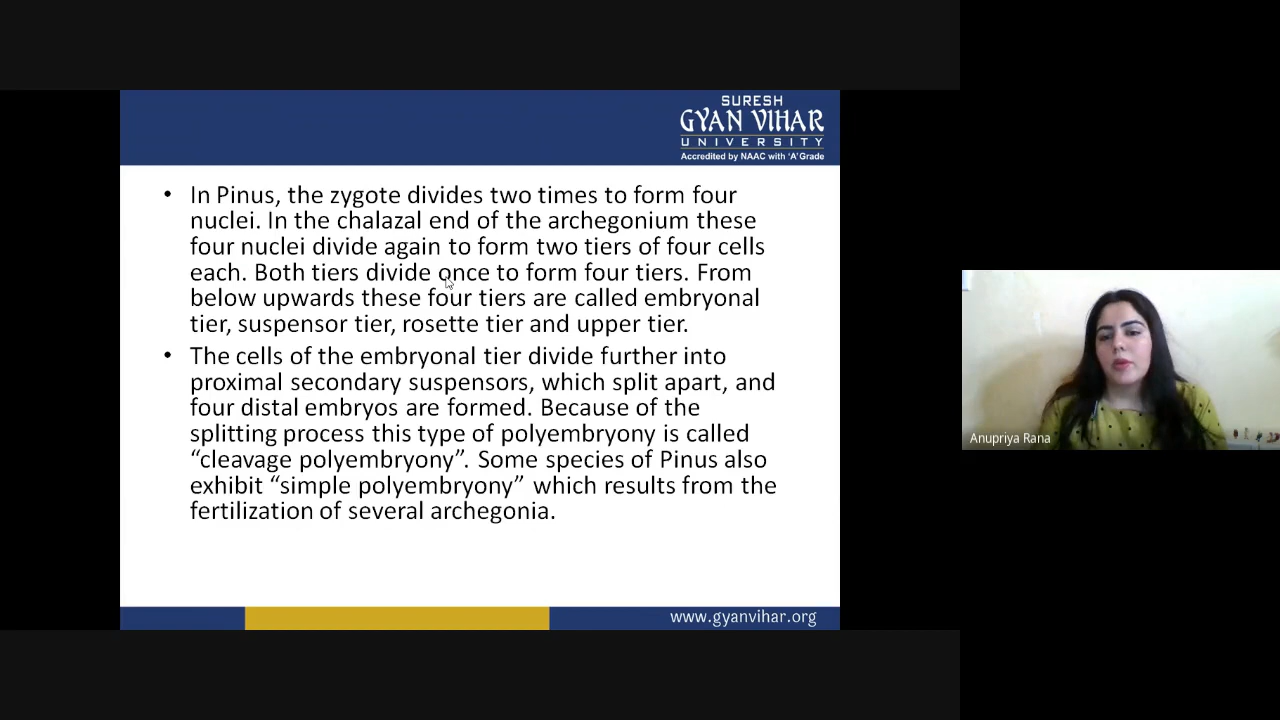 SURESH
GYAN VIHAR
UNIVERSITY
Accredited by NAAC with 'A' Grade
• In Pinus, the zygote divides two times to form four
nuclei. In the chalazal end of the archegonium these
four nuclei divide again to form two tiers of four cells
each. Both tiers divide once to form four tiers. From
below upwards these four tiers are called embryonal
tier, suspensor tier, rosette tier and upper tier.
• The cells of the embryonal tier divide further into
proximal secondary suspensors, which split apart, and
four distal embryos are formed. Because of the
splitting process this type of polyembryony is called
“cleavage polyembryony”. Some species of Pinus also
exhibit “simple polyembryony” which results from the
fertilization of several archegonia.
www.gyanvihar.org
Anupriya Rana